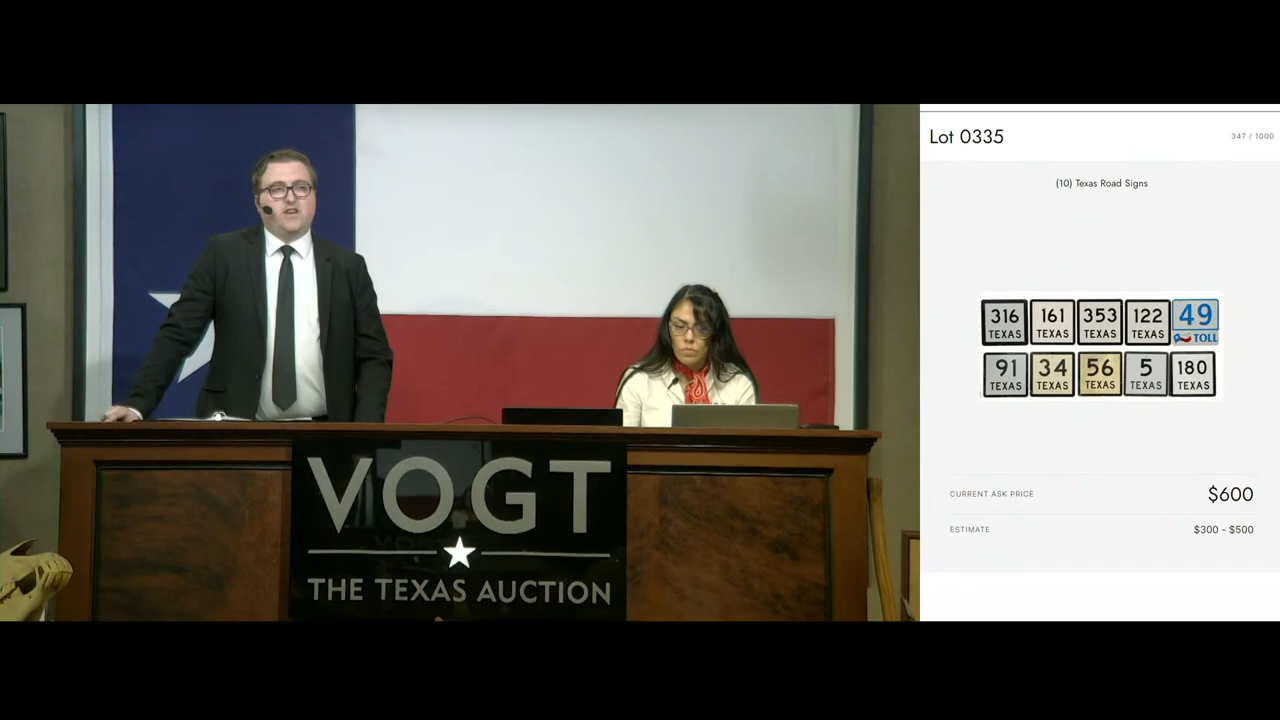 Lot 0335
347 / 1000
(10) Texas Road Signs
316 TEXAS
161 TEXAS
353 TEXAS
122 TEXAS
49 TOLL
91 TEXAS
34 TEXAS
56 TEXAS
5 TEXAS
180 TEXAS
CURRENT ASK PRICE
$600
ESTIMATE
$300 - $500
VOGT
THE TEXAS AUCTION